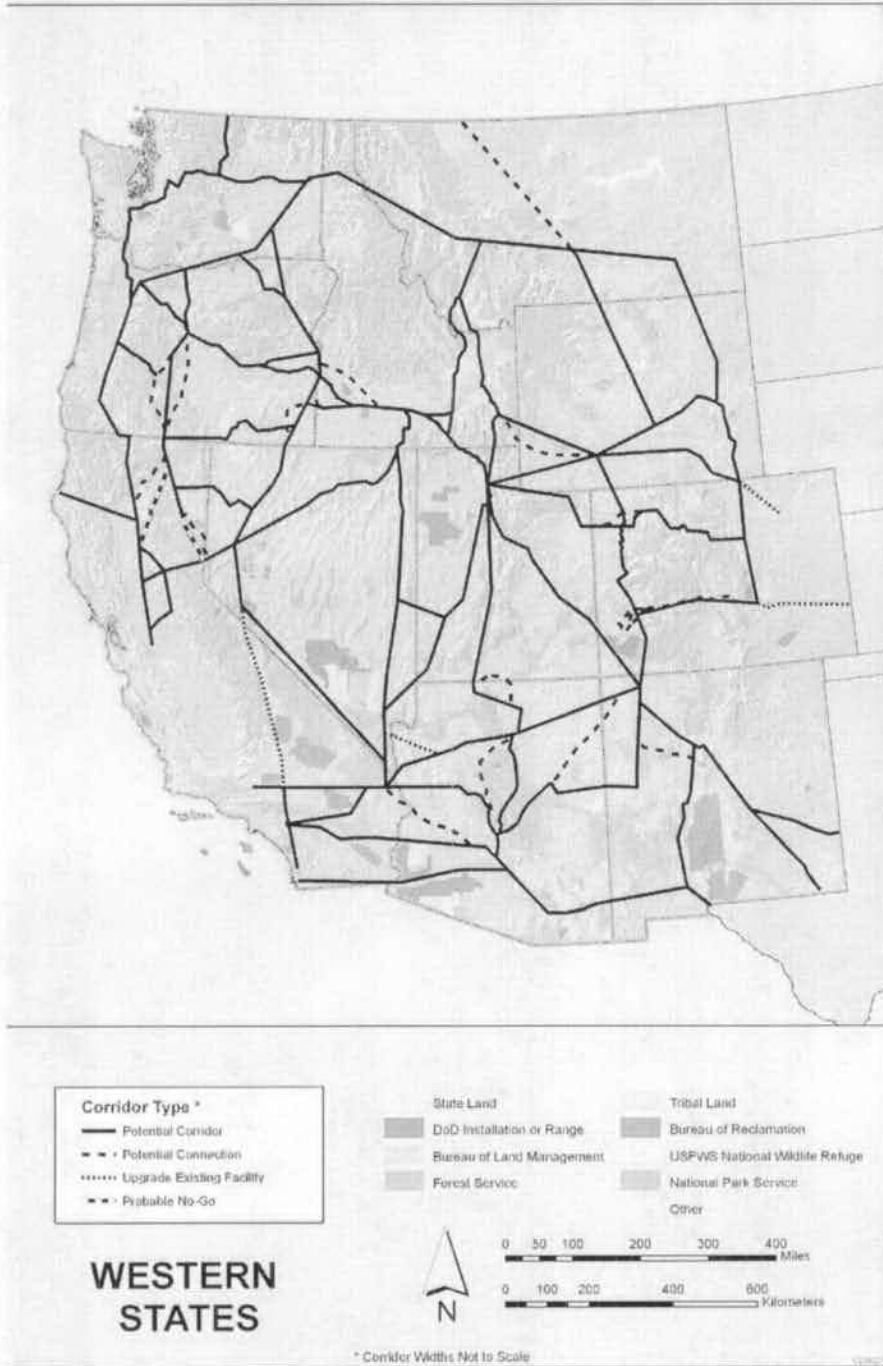 Corridor Type *
Potential Corridor
Potential Connection
Upgrade Existing Facility
Probable No-Go
State Land
DoD Installation or Range
Bureau of Land Management
Forest Service
Tribal Land
Bureau of Reclamation
USFWS National Wildlife Refuge
National Park Service
Other
WESTERN
STATES
N
0 50 100 200 300 400
Miles
0 100 200 400 600
Kilometers
* Corridor Widths Not to Scale